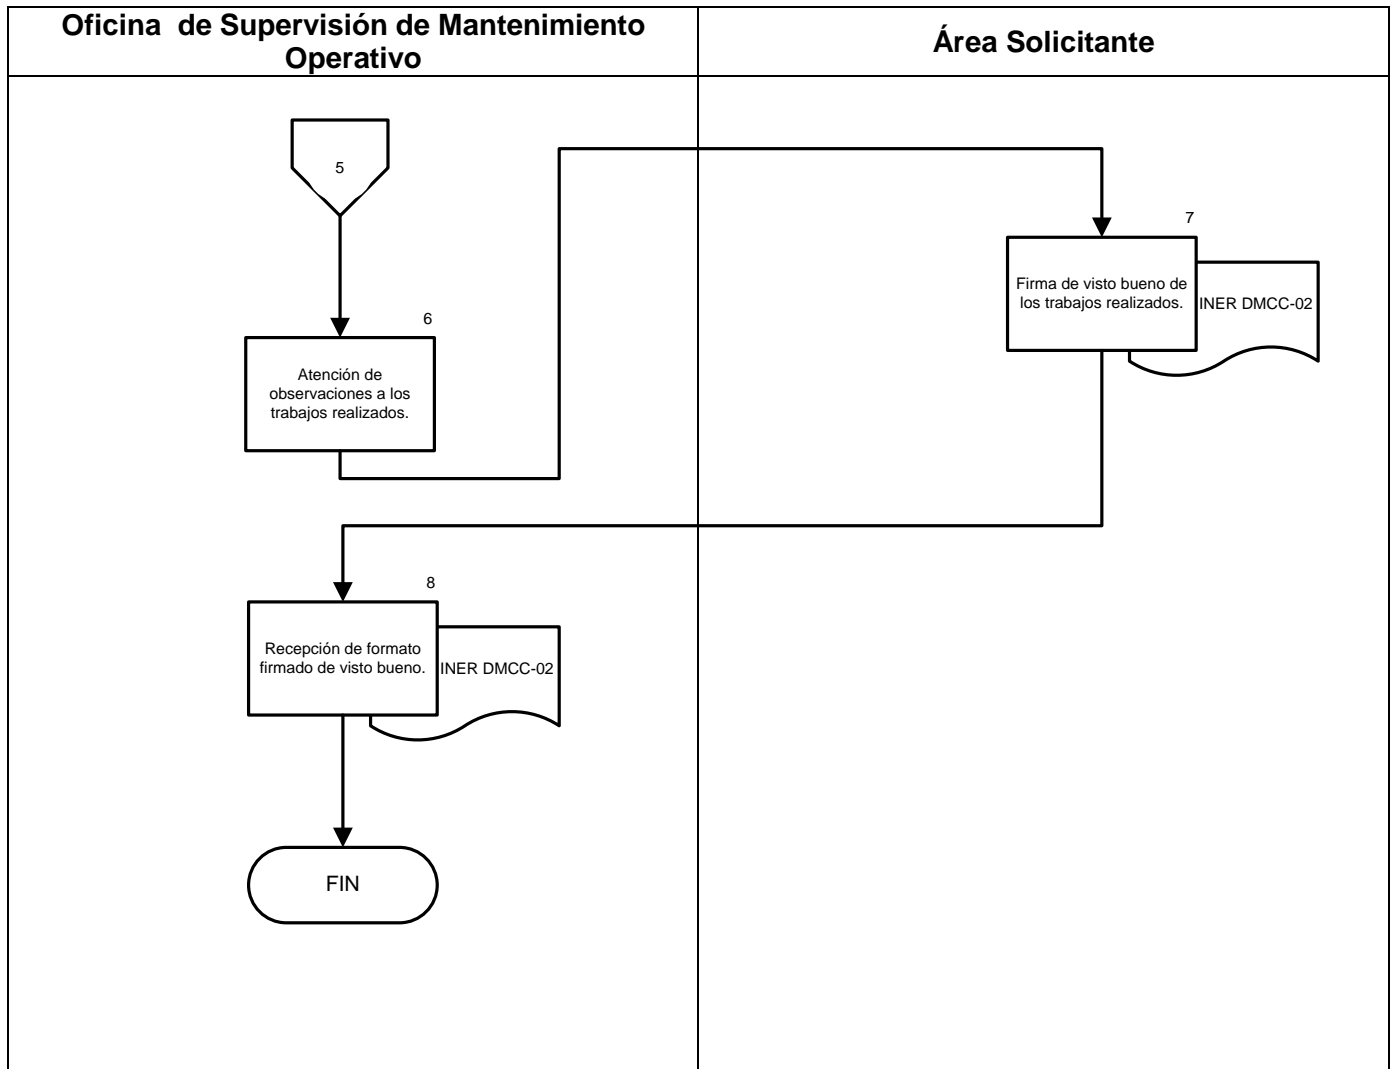 Oficina  de Supervisión de Mantenimiento
Operativo
Área Solicitante
5
6
Atención de
observaciones a los
trabajos realizados.
7
Firma de visto bueno de
los trabajos realizados.
INER DMCC-02
8
Recepción de formato
firmado de visto bueno.
INER DMCC-02
FIN